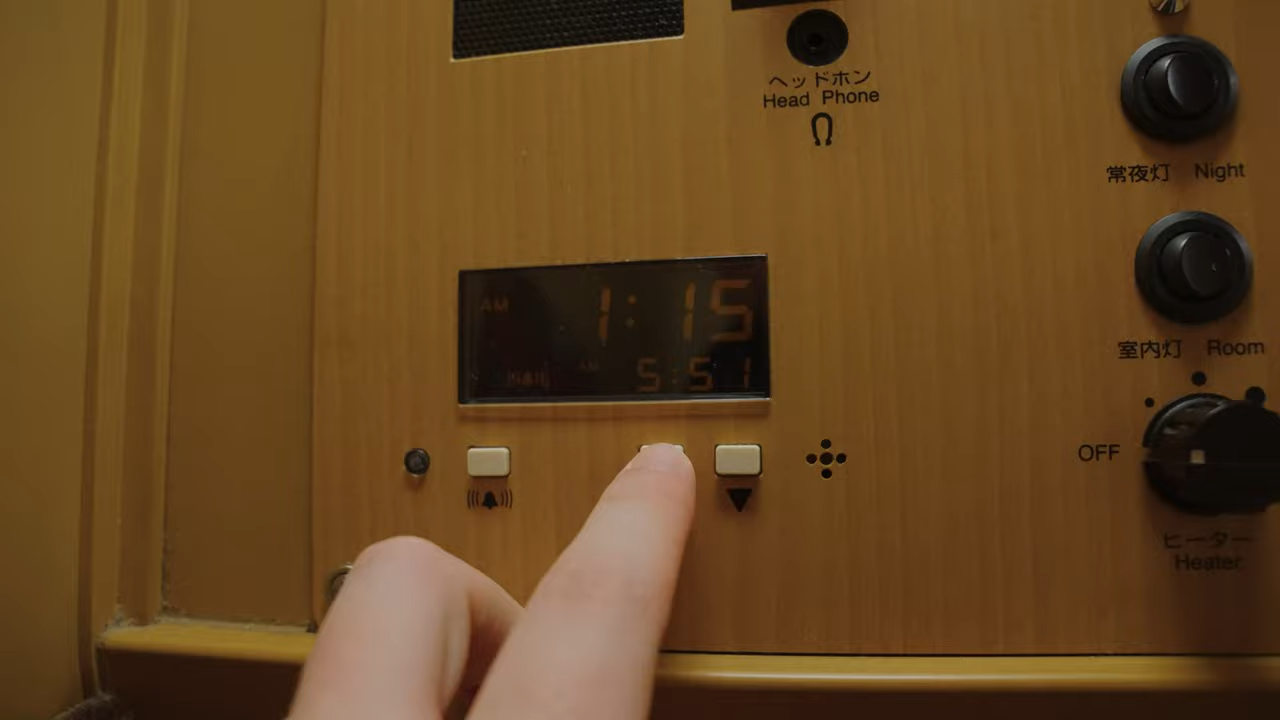 ヘッドホン
Head Phone
常夜灯 Night
AM 1:15
AM 5:51
室内灯 Room
OFF
ヒーター
Heater